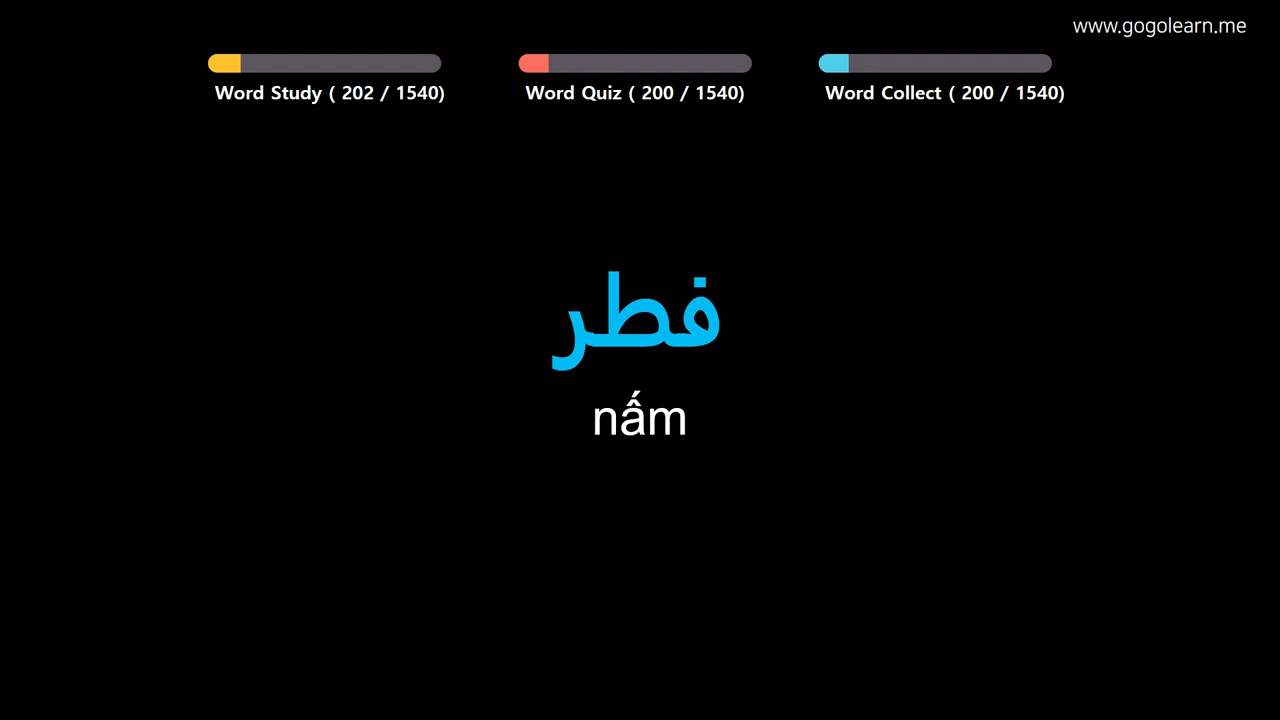 www.gogolearn.me
Word Study ( 202 / 1540)
Word Quiz ( 200 / 1540)
Word Collect ( 200 / 1540)
فطر
nấm